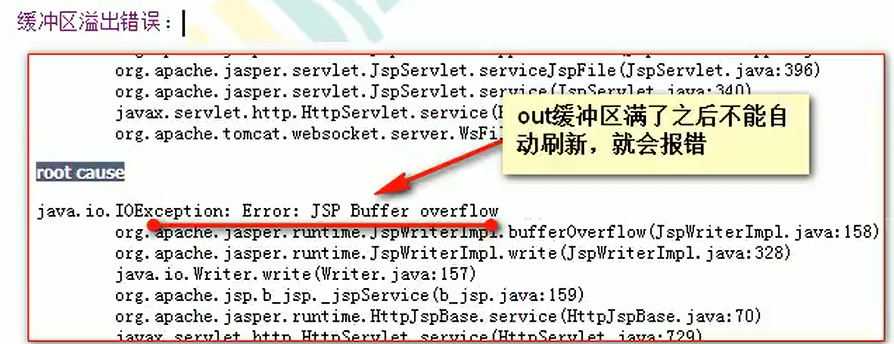 缓冲区溢出错误：
org.apache.jasper.servlet.JspServlet.serviceJspFile(JspServlet.java:396)
org.apache.jasper.servlet.JspServlet.service(JspServlet.java:340)
javax.servlet.http.HttpServlet.service(
org.apache.tomcat.websocket.server.WsFil
out缓冲区满了之后不能自
动刷新，就会报错
root cause
java.io.IOException: Error: JSP Buffer overflow
org.apache.jasper.runtime.JspWriterImpl.bufferOverflow(JspWriterImpl.java:158)
org.apache.jasper.runtime.JspWriterImpl.write(JspWriterImpl.java:328)
java.io.Writer.write(Writer.java:157)
org.apache.jsp.b_jsp._jspService(b_jsp.java:159)
org.apache.jasper.runtime.HttpJspBase.service(HttpJspBase.java:70)
javax.servlet.http.HttpServlet.service(HttpServlet.java:729)